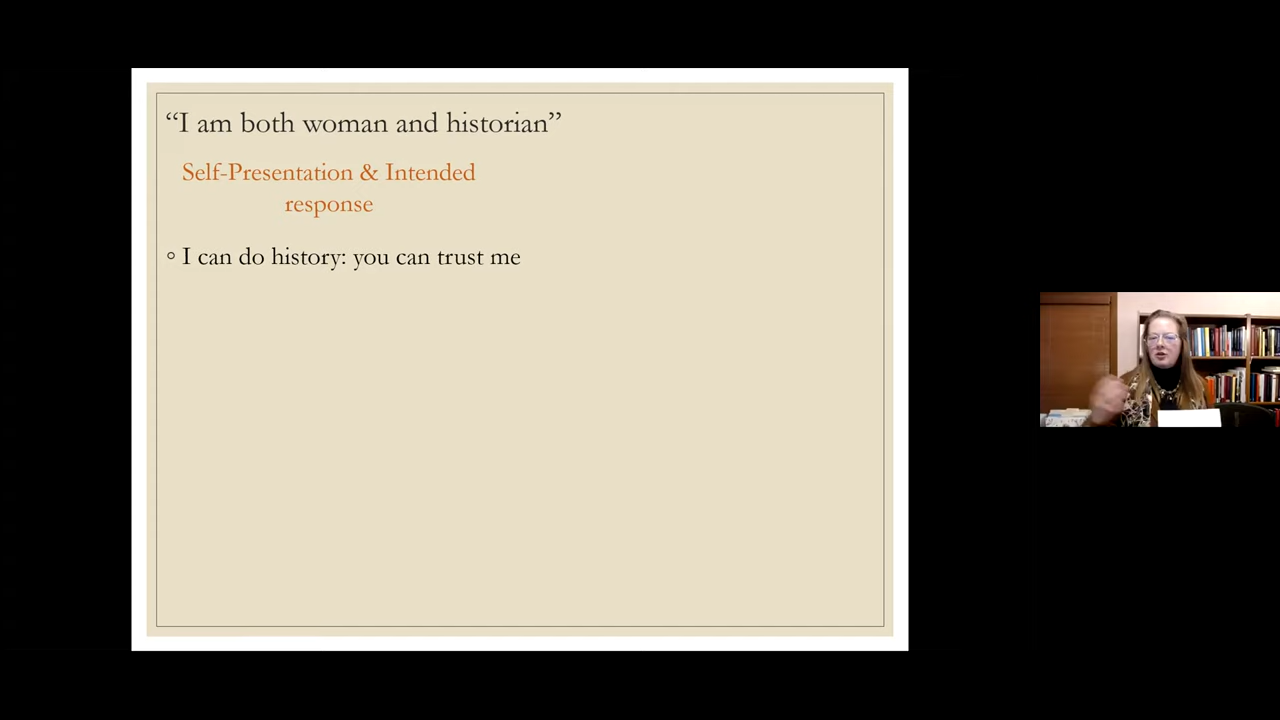 “I am both woman and historian”
Self-Presentation & Intended
response
◦ I can do history: you can trust me